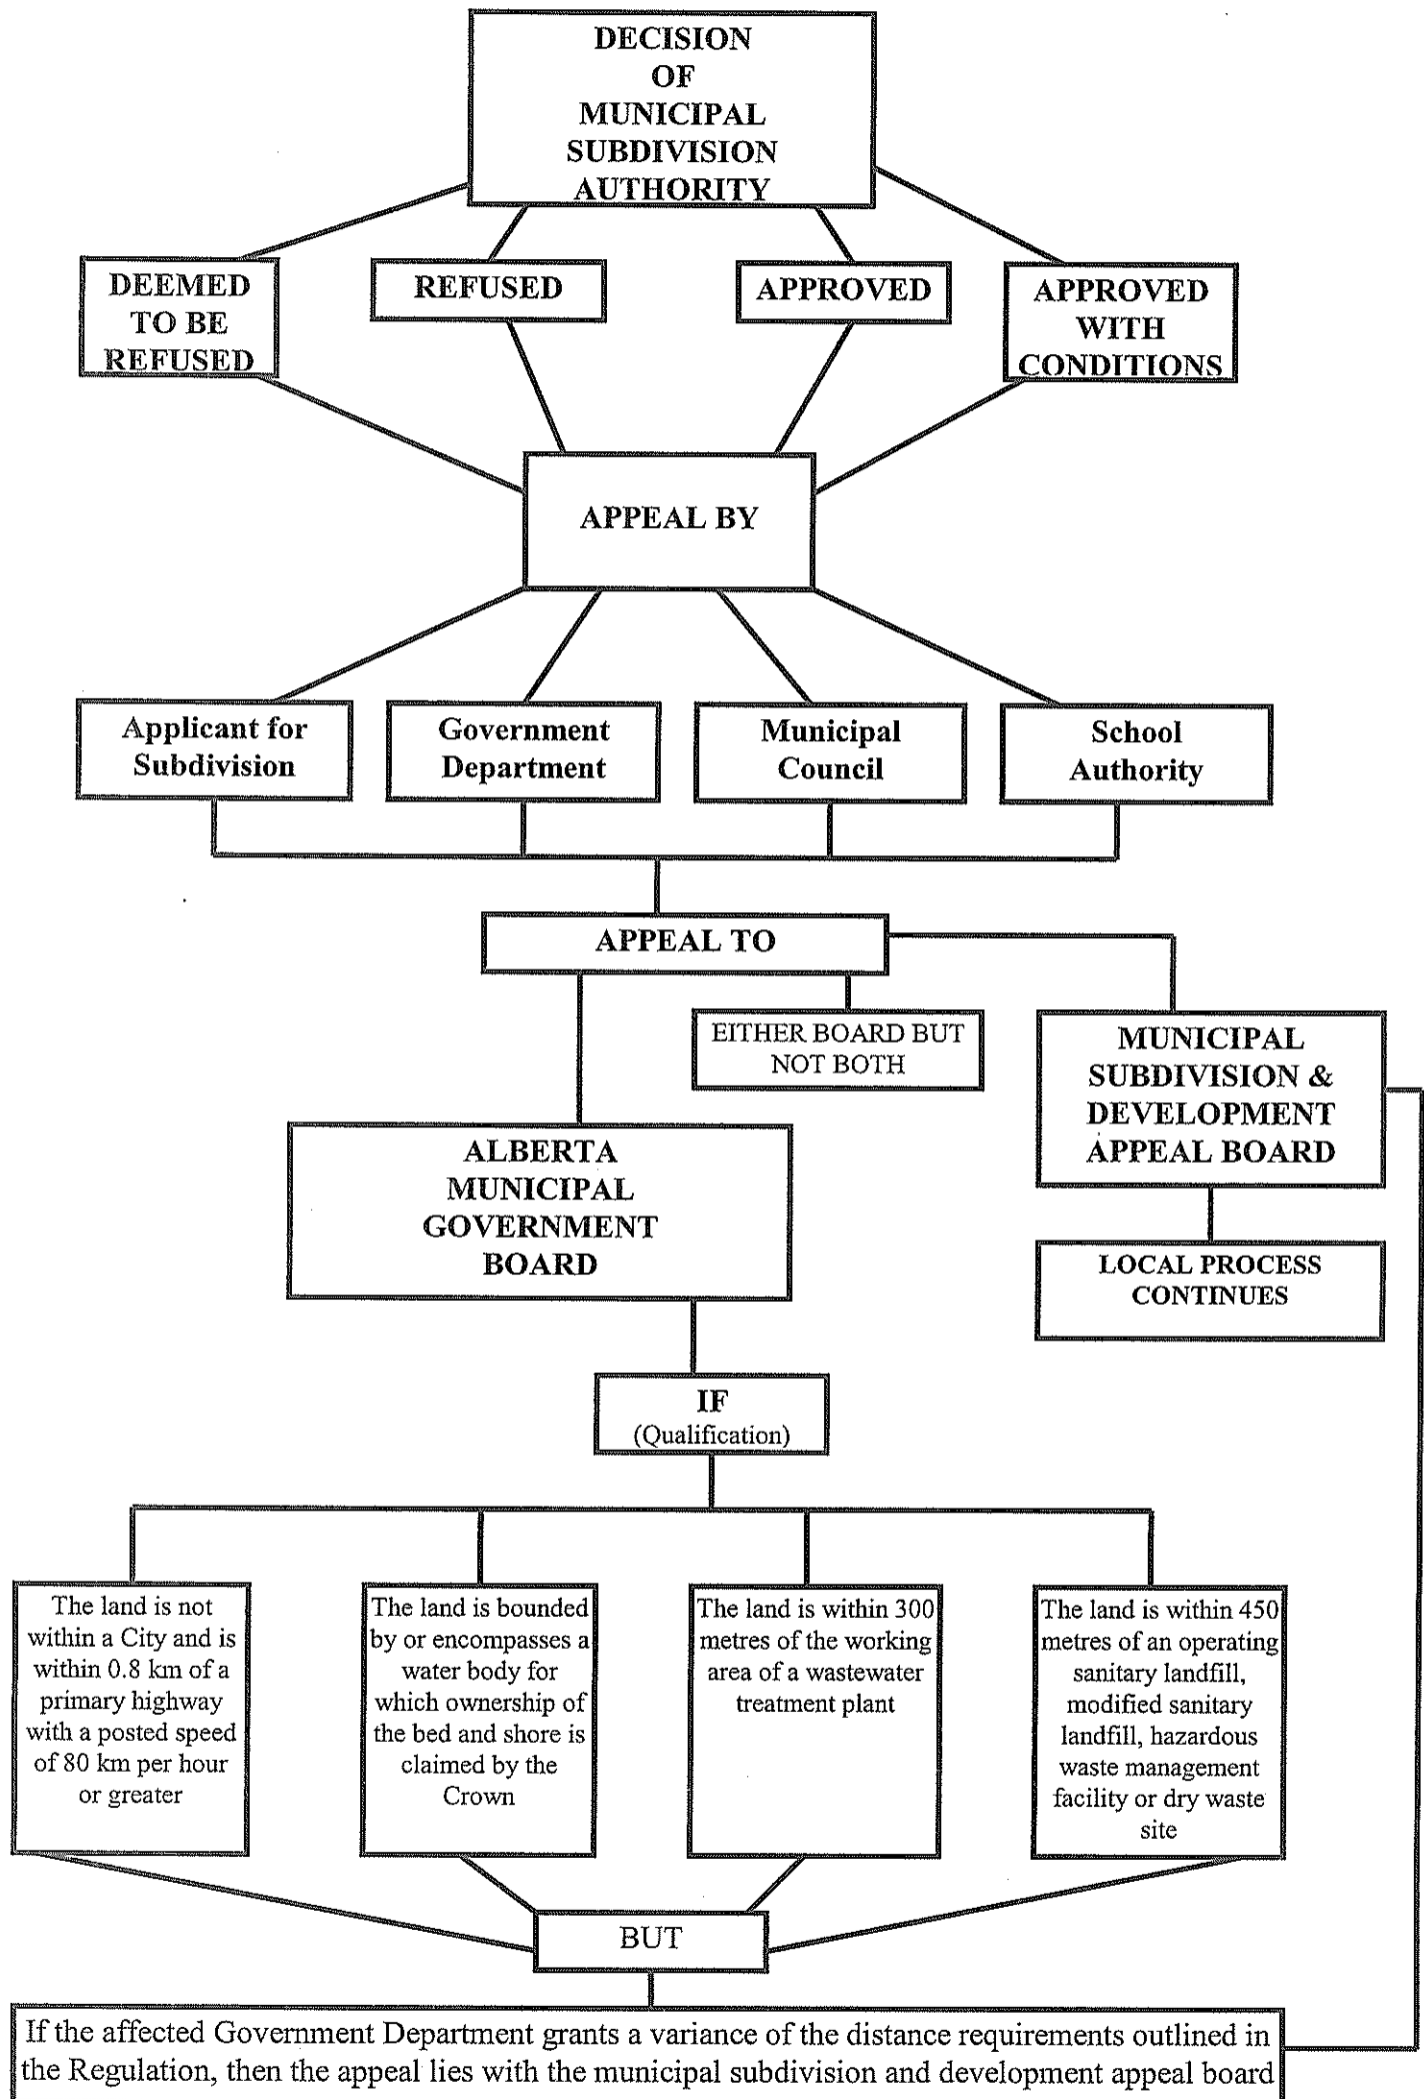 DECISION
OF
MUNICIPAL
SUBDIVISION
AUTHORITY
DEEMED
TO BE
REFUSED
REFUSED
APPROVED
APPROVED
WITH
CONDITIONS
APPEAL BY
Applicant for
Subdivision
Government
Department
Municipal
Council
School
Authority
APPEAL TO
EITHER BOARD BUT
NOT BOTH
MUNICIPAL
SUBDIVISION &
DEVELOPMENT
APPEAL BOARD
ALBERTA
MUNICIPAL
GOVERNMENT
BOARD
LOCAL PROCESS
CONTINUES
IF
(Qualification)
The land is not
within a City and is
within 0.8 km of a
primary highway
with a posted speed
of 80 km per hour
or greater
The land is bounded
by or encompasses a
water body for
which ownership of
the bed and shore is
claimed by the
Crown
The land is within 300
metres of the working
area of a wastewater
treatment plant
The land is within 450
metres of an operating
sanitary landfill,
modified sanitary
landfill, hazardous
waste management
facility or dry waste
site
BUT
If the affected Government Department grants a variance of the distance requirements outlined in
the Regulation, then the appeal lies with the municipal subdivision and development appeal board